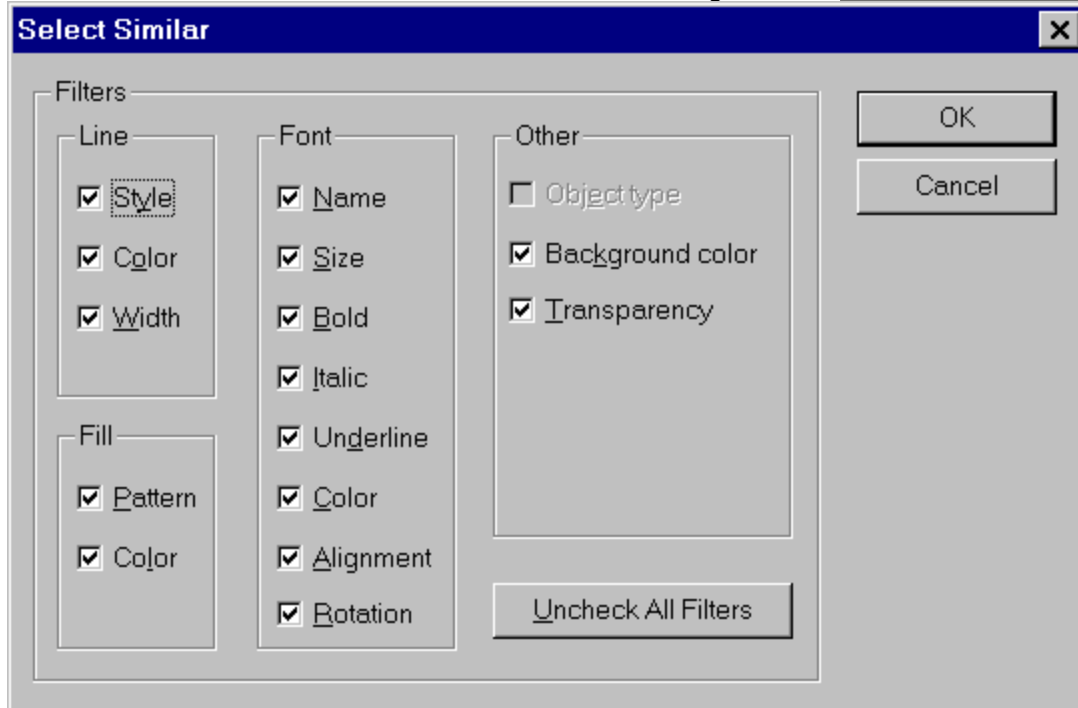 Select Similar
Filters
Line
Style
Color
Width
Fill
Pattern
Color
Font
Name
Size
Bold
Italic
Underline
Color
Alignment
Rotation
Other
Object type
Background color
Transparency
Uncheck All Filters
OK
Cancel